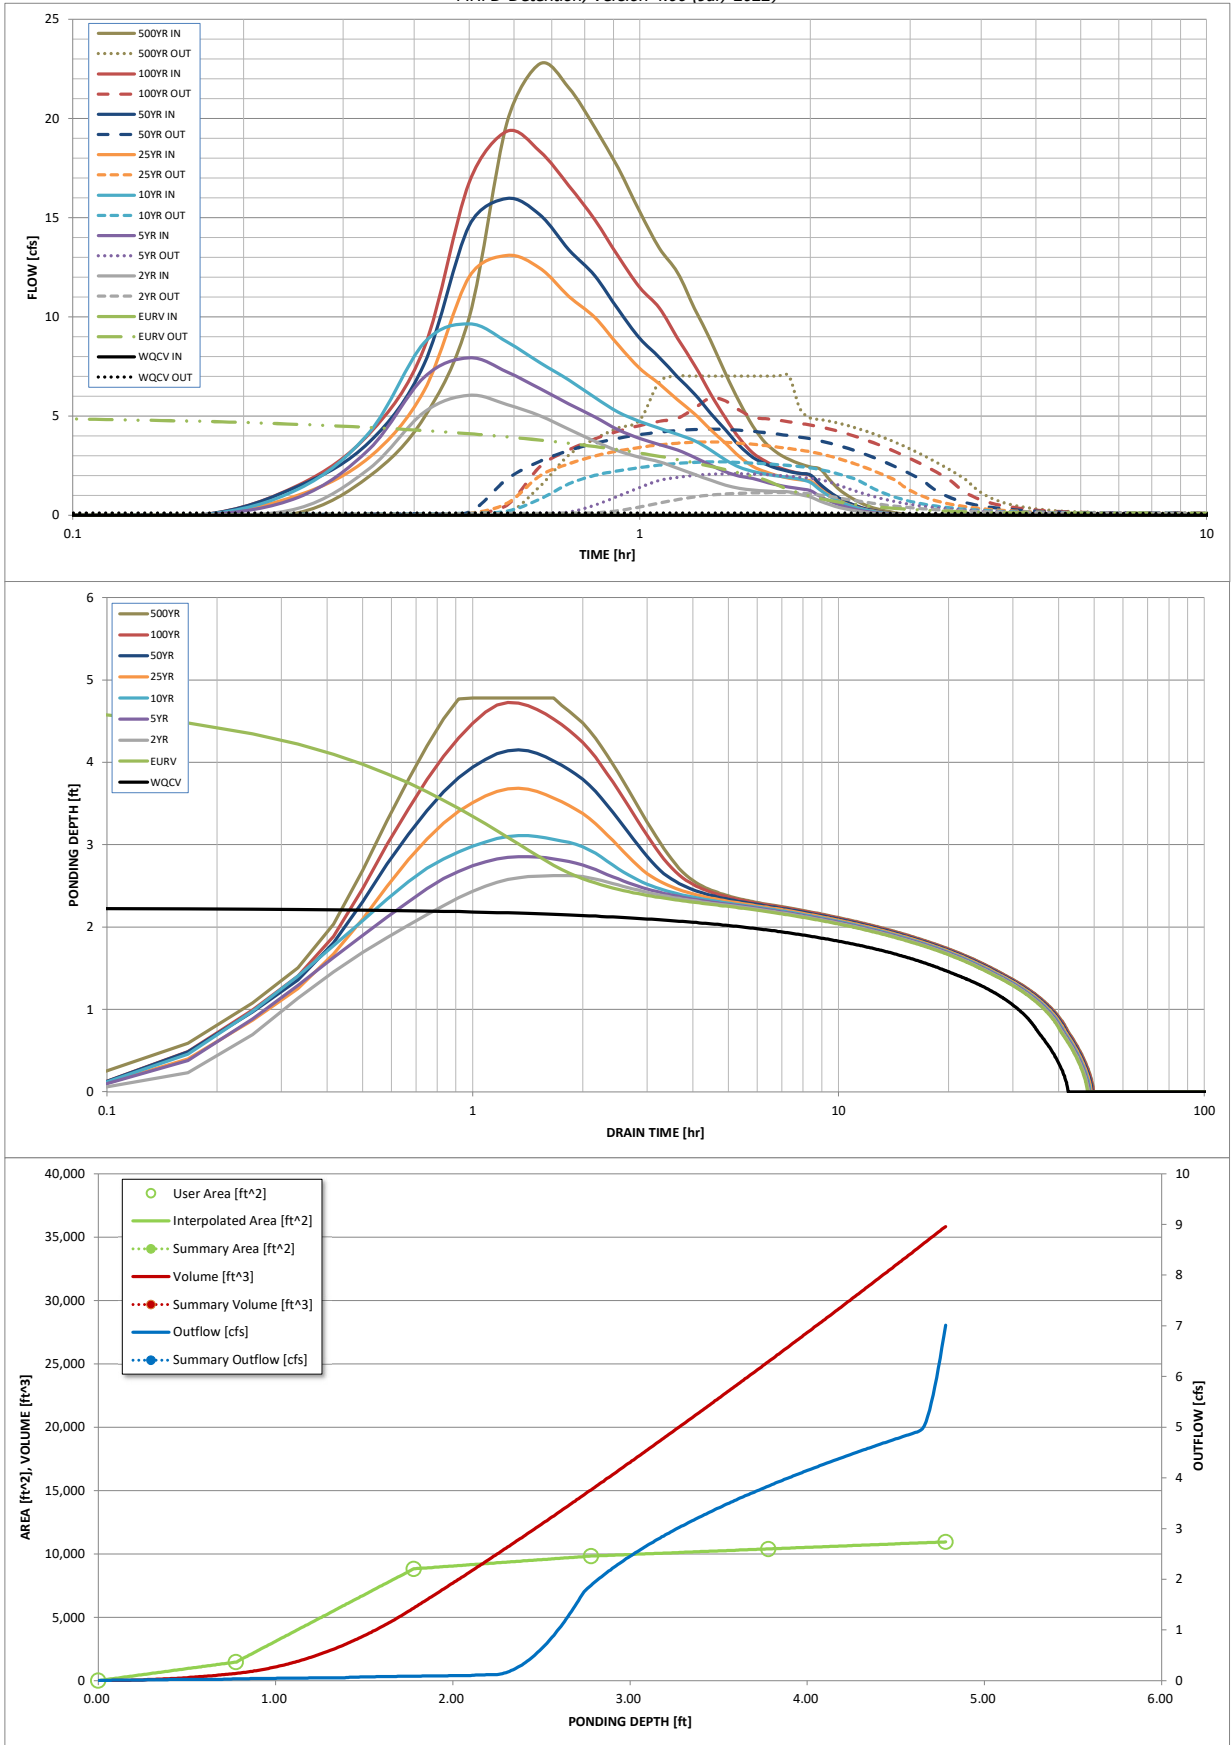 MHFD-Detention, Version 4.06 (July 2022)
25
20
15
10
5
0
FLOW [cfs]
500YR IN
500YR OUT
100YR IN
100YR OUT
50YR IN
50YR OUT
25YR IN
25YR OUT
10YR IN
10YR OUT
5YR IN
5YR OUT
2YR IN
2YR OUT
EURV IN
EURV OUT
WQCV IN
WQCV OUT
0.1
1
10
TIME [hr]
6
5
4
3
2
1
0
PONDING DEPTH [ft]
500YR
100YR
50YR
25YR
10YR
5YR
2YR
EURV
WQCV
0.1
1
10
100
DRAIN TIME [hr]
40,000
35,000
30,000
25,000
20,000
15,000
10,000
5,000
0
AREA [ft^2], VOLUME [ft^3]
User Area [ft^2]
Interpolated Area [ft^2]
Summary Area [ft^2]
Volume [ft^3]
Summary Volume [ft^3]
Outflow [cfs]
Summary Outflow [cfs]
10
9
8
7
6
5
4
3
2
1
0
OUTFLOW [cfs]
0.00
1.00
2.00
3.00
4.00
5.00
6.00
PONDING DEPTH [ft]